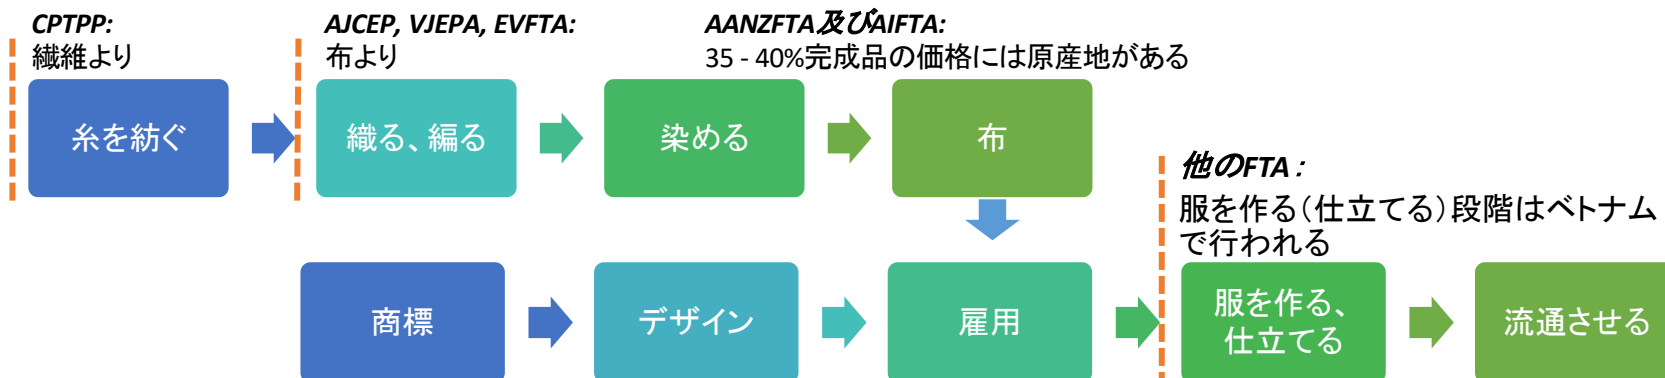 CPTPP:
繊維より
AJCEP, VJEPA, EVFTA:
布より
AANZFTA及びAIFTA:
35 - 40%完成品の価格には原産地がある
糸を紡ぐ
織る、編る
染める
布
他のFTA :
服を作る(仕立てる)段階はベトナム
で行われる
商標
デザイン
雇用
服を作る、
仕立てる
流通させる